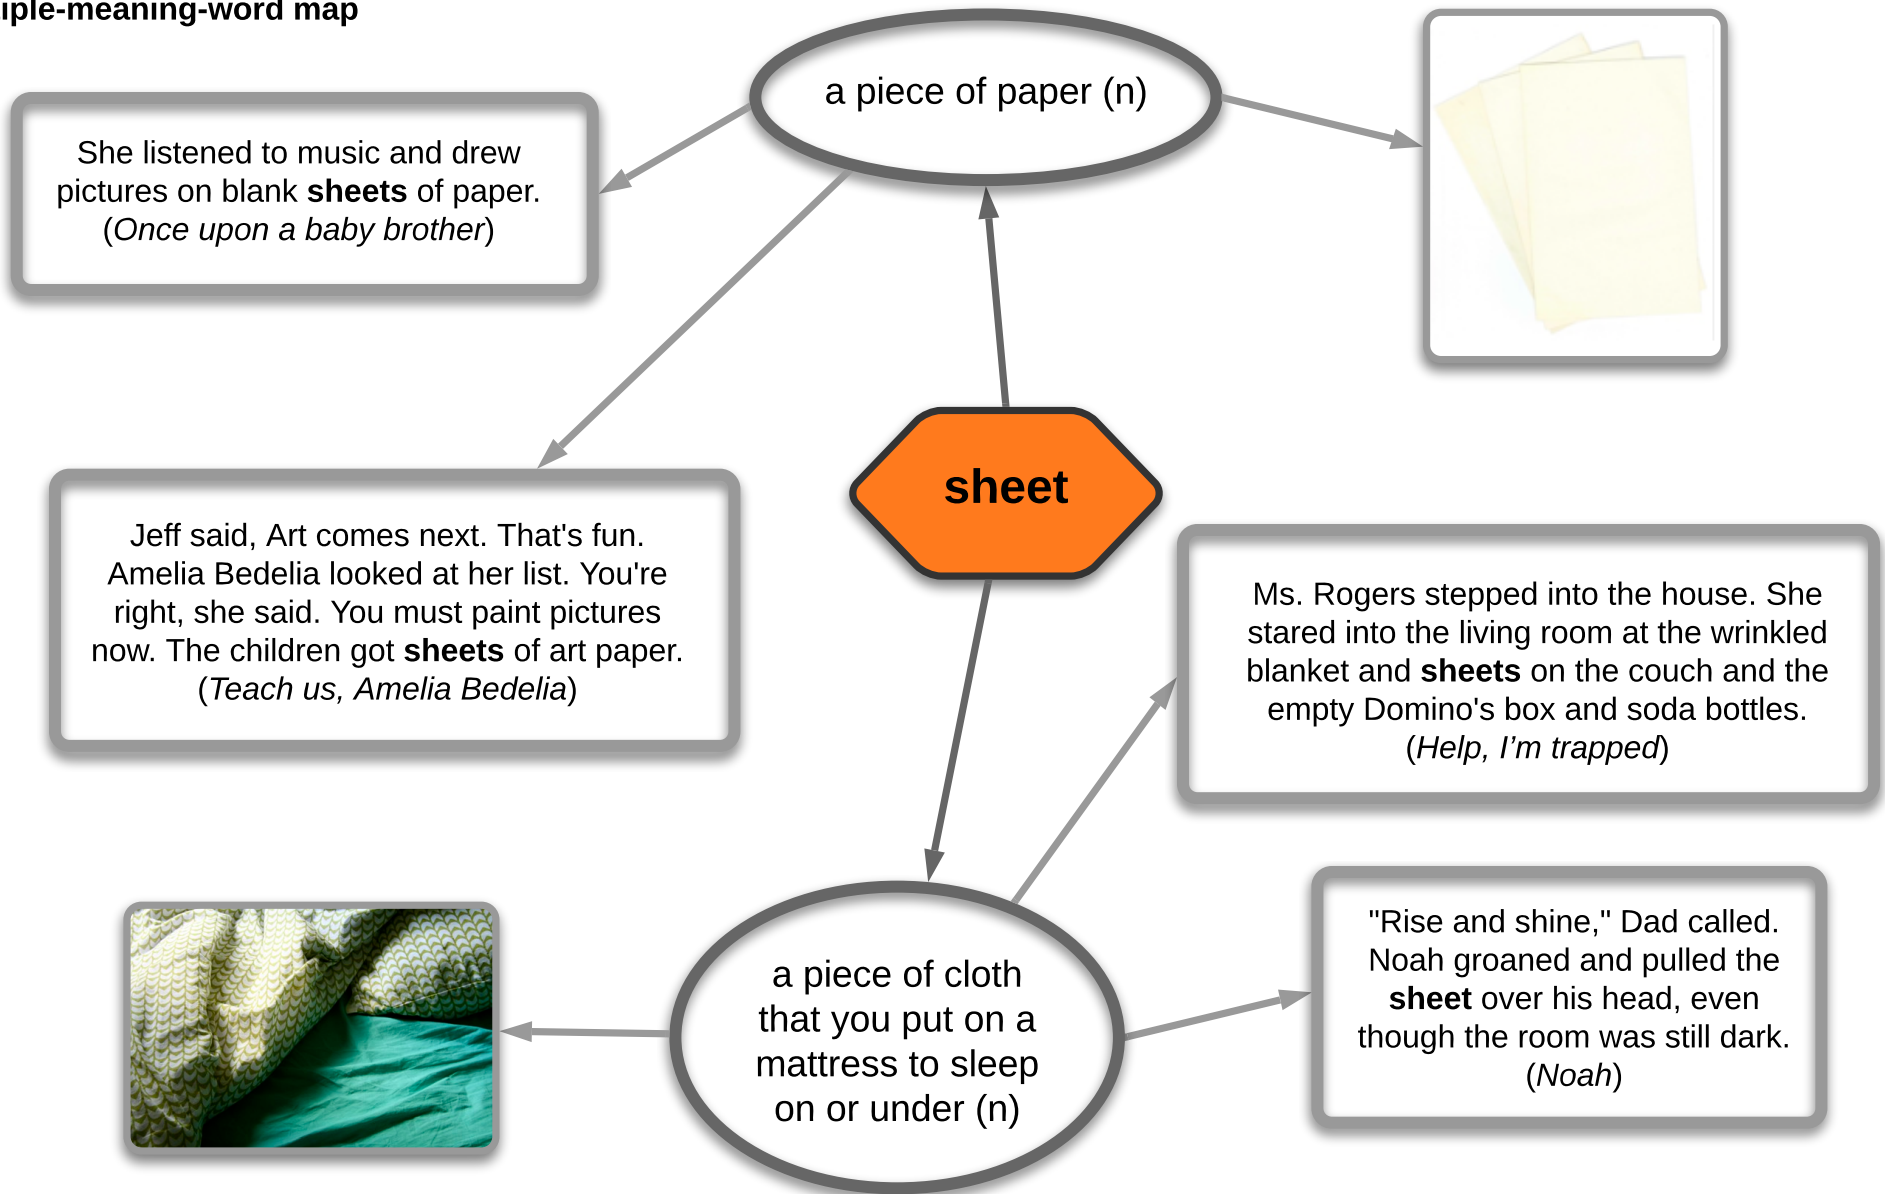 iple-meaning-word map
a piece of paper (n)
She listened to music and drew
pictures on blank sheets of paper.
(Once upon a baby brother)
sheet
Jeff said, Art comes next. That's fun.
Amelia Bedelia looked at her list. You're
right, she said. You must paint pictures
now. The children got sheets of art paper.
(Teach us, Amelia Bedelia)
Ms. Rogers stepped into the house. She
stared into the living room at the wrinkled
blanket and sheets on the couch and the
empty Domino's box and soda bottles.
(Help, I’m trapped)
a piece of cloth
that you put on a
mattress to sleep
on or under (n)
"Rise and shine," Dad called.
Noah groaned and pulled the
sheet over his head, even
though the room was still dark.
(Noah)